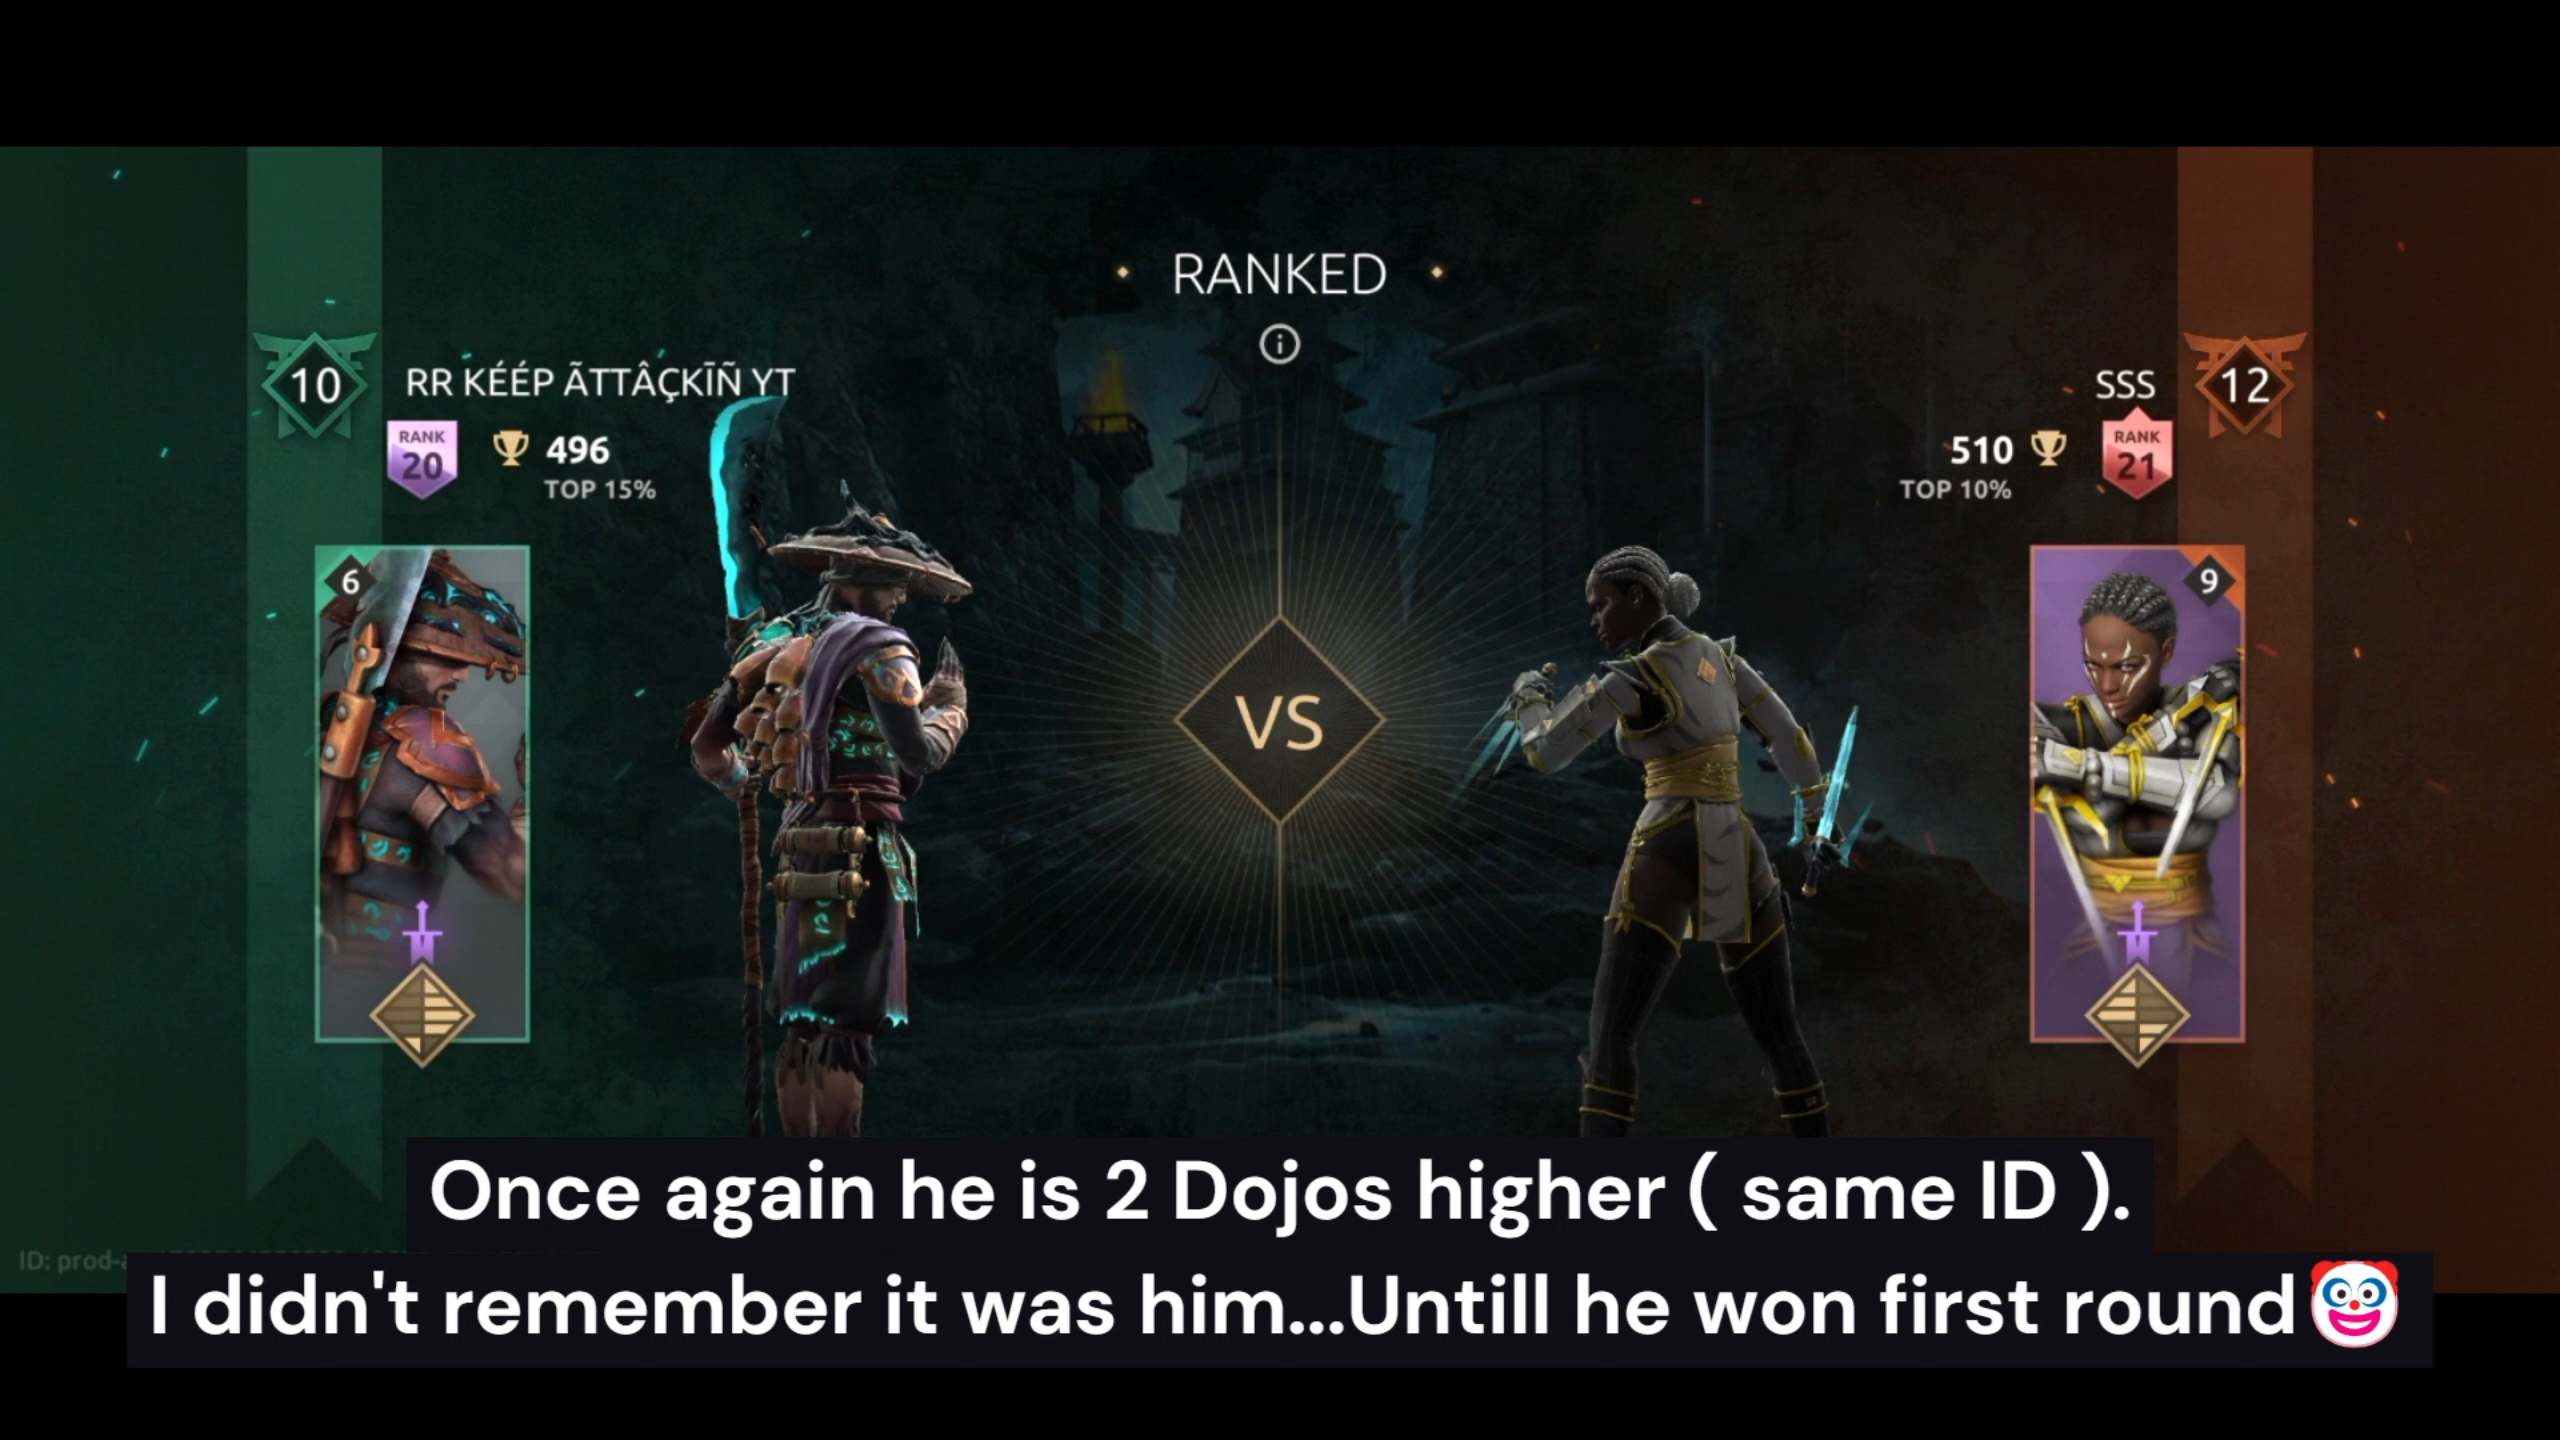 RANKED
i
10
RR KÉÉP ÃTTÂÇKĪÑ YT
SSS
12
RANK
20
496
TOP 15%
510
TOP 10%
RANK
21
6
9
VS
Once again he is 2 Dojos higher ( same ID ).
ID:
I didn't remember it was him...Untill he won first round🤡